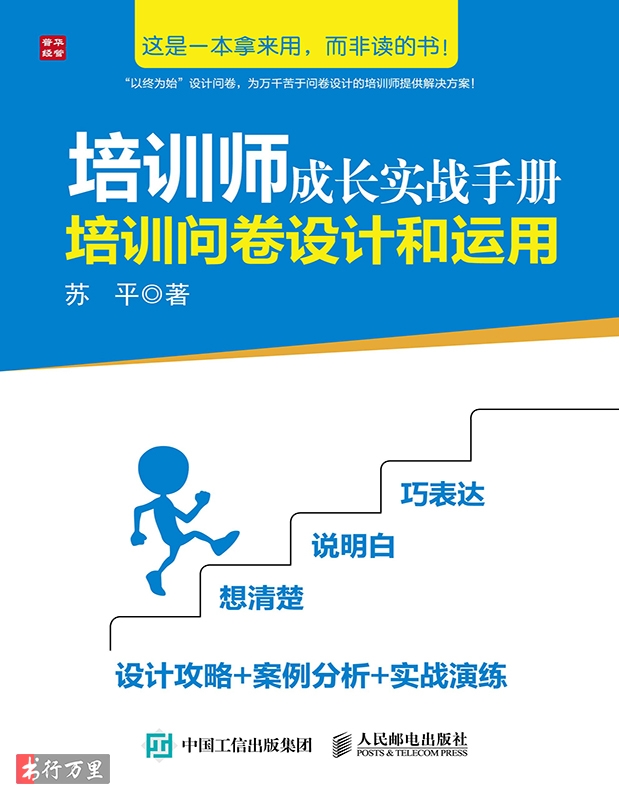 普华
经管
这是一本拿来用，而非读的书！
“以终为始”设计问卷，为万千苦于问卷设计的培训师提供解决方案！
培训师成长实战手册
培训问卷设计和运用
苏 平◎著
巧表达
说明白
想清楚
设计攻略+案例分析+实战演练
中国工信出版集团
人民邮电出版社
POSTS & TELECOM PRESS
书行万里